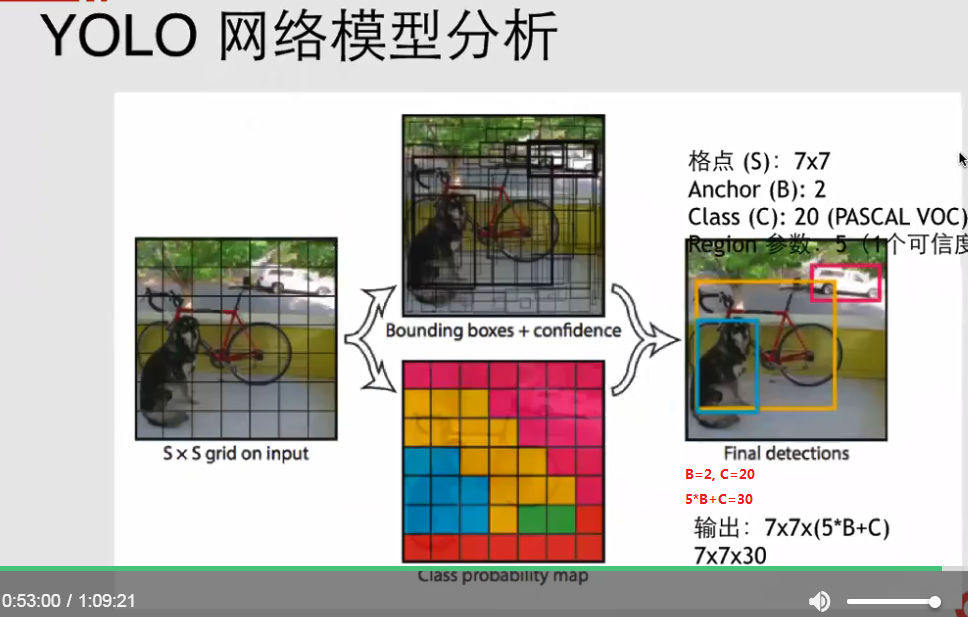 YOLO 网络模型分析
格点 (S)：7x7
Anchor (B): 2
Class (C): 20 (PASCAL VOC)
Region 参数：5（1个可信度
Bounding boxes + confidence
S x S grid on input
Final detections
B=2, C=20
5*B+C=30
输出：7x7x(5*B+C)
7x7x30
Class probability map
0:53:00 / 1:09:21